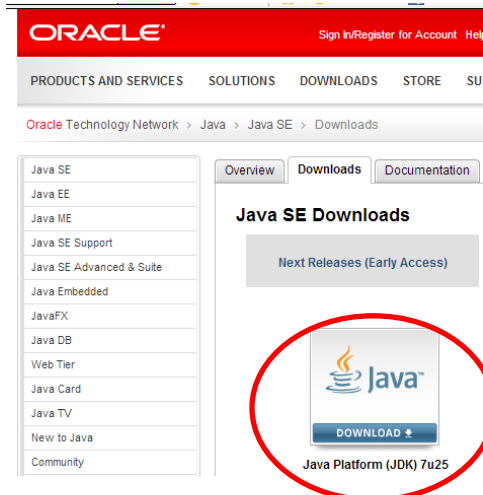 ORACLE
Sign In/Register for Account Help
PRODUCTS AND SERVICES SOLUTIONS DOWNLOADS STORE SU
Oracle Technology Network > Java > Java SE > Downloads
Java SE
Java EE
Java ME
Java SE Support
Java SE Advanced & Suite
Java Embedded
JavaFX
Java DB
Web Tier
Java Card
Java TV
New to Java
Community
Overview Downloads Documentation
Java SE Downloads
Next Releases (Early Access)
Java™
DOWNLOAD
Java Platform (JDK) 7u25